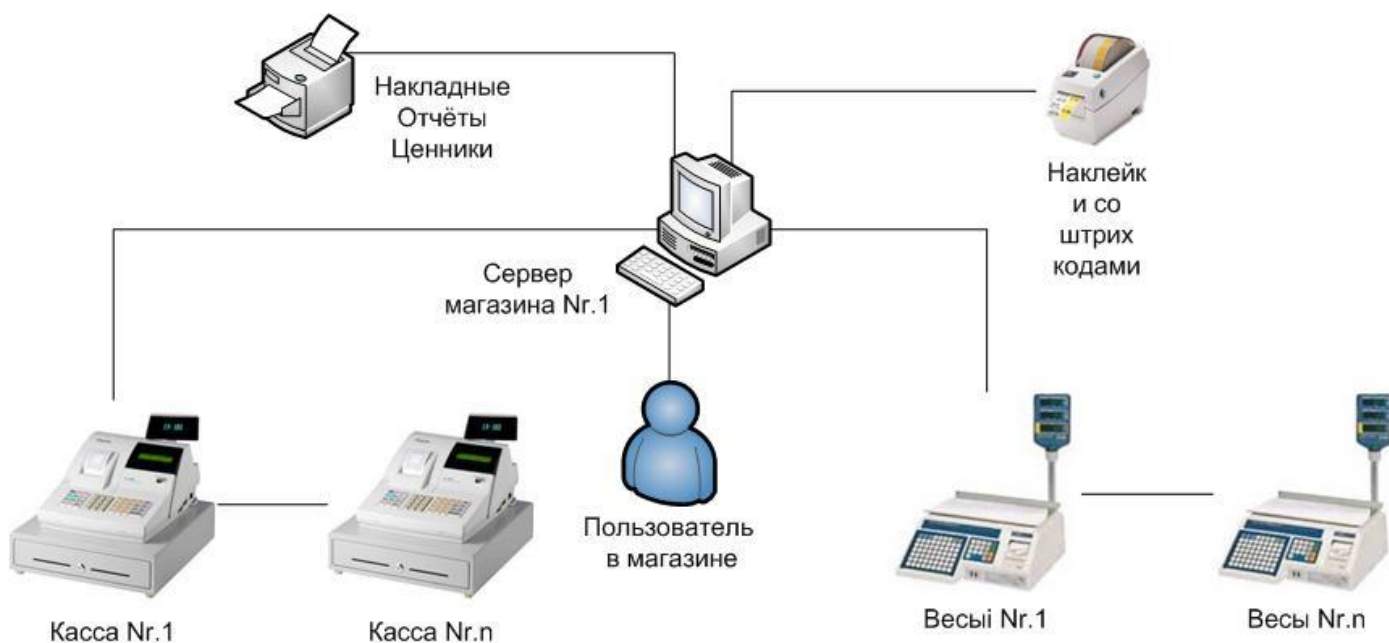 Накладные
Отчёты
Ценники
Наклейк
и со
штрих
кодами
Сервер
магазина Nr.1
Пользователь
в магазине
Касса Nr.1
Касса Nr.n
Весыi Nr.1
Весы Nr.n